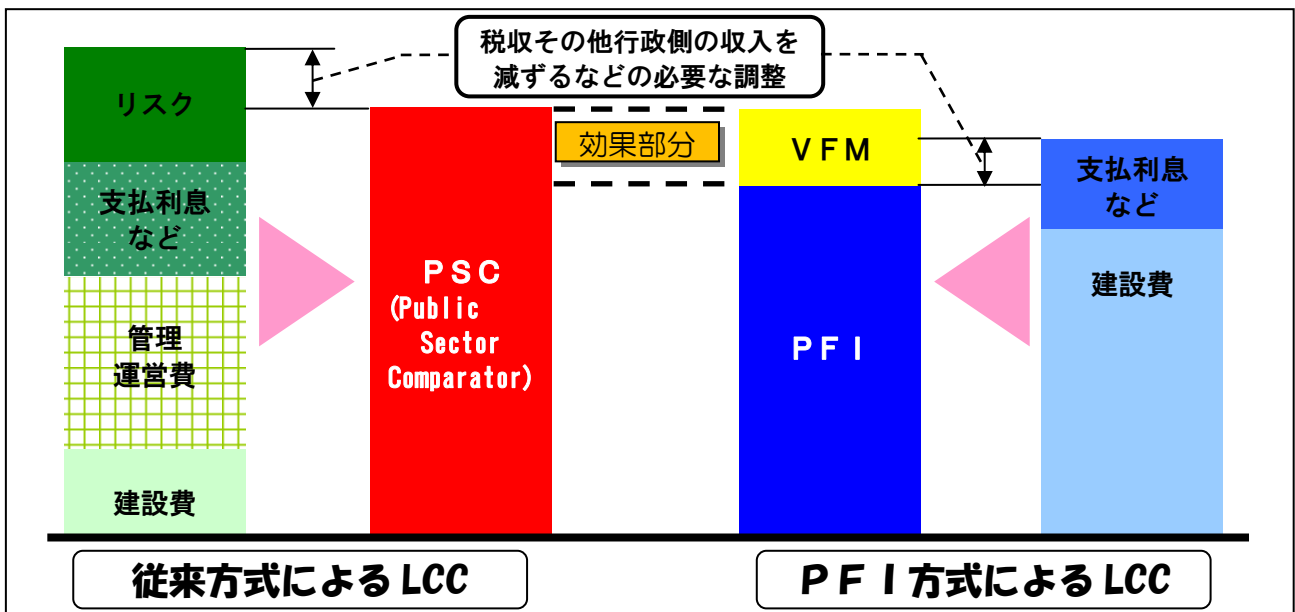 税収その他行政側の収入を
減ずるなどの必要な調整
リスク
支払利息
など
管理
運営費
建設費
ＰＳＣ
(Public
Sector
Comparator)
効果部分
ＶＦＭ
ＰＦＩ
支払利息
など
建設費
従来方式によるLCC
ＰＦＩ方式によるLCC